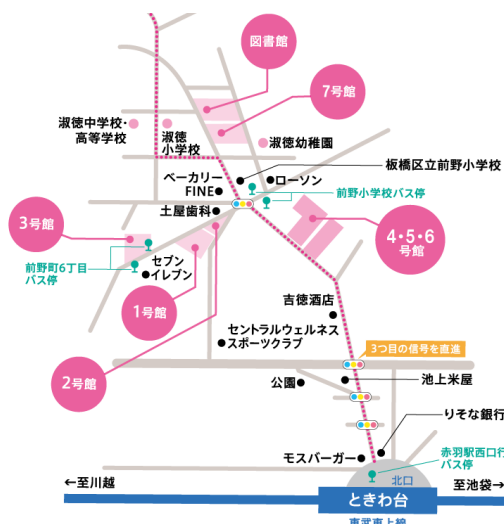 図書館
7号館
淑徳中学校・
高等学校
淑徳
小学校
淑徳幼稚園
板橋区立前野小学校
ベーカリー
FINE
ローソン
前野小学校バス停
土屋歯科
3号館
4・5・6
号館
前野町6丁目
バス停
セブン
イレブン
1号館
吉徳酒店
セントラルウェルネス
スポーツクラブ
3つ目の信号を直進
2号館
公園
池上米屋
りそな銀行
モスバーガー
赤羽駅西口行
バス停
北口
←至川越
至池袋→
ときわ台
東武東上線